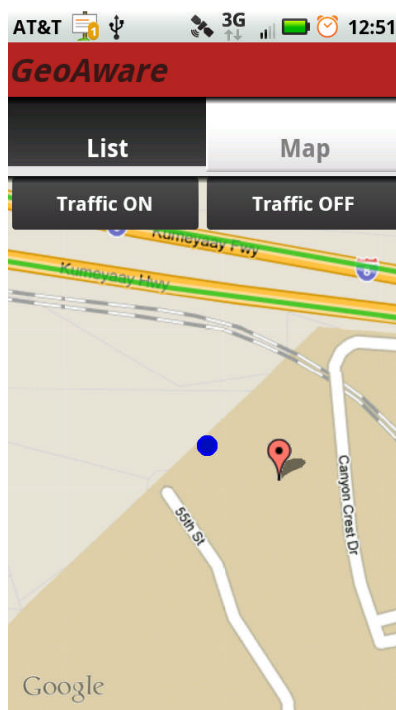 AT&T 3G 12:51
1
GeoAware
List Map
Traffic ON Traffic OFF
Kumeyaay Fwy
Kumeyaay Hwy
8
Canyon Crest Dr
55th St
Google